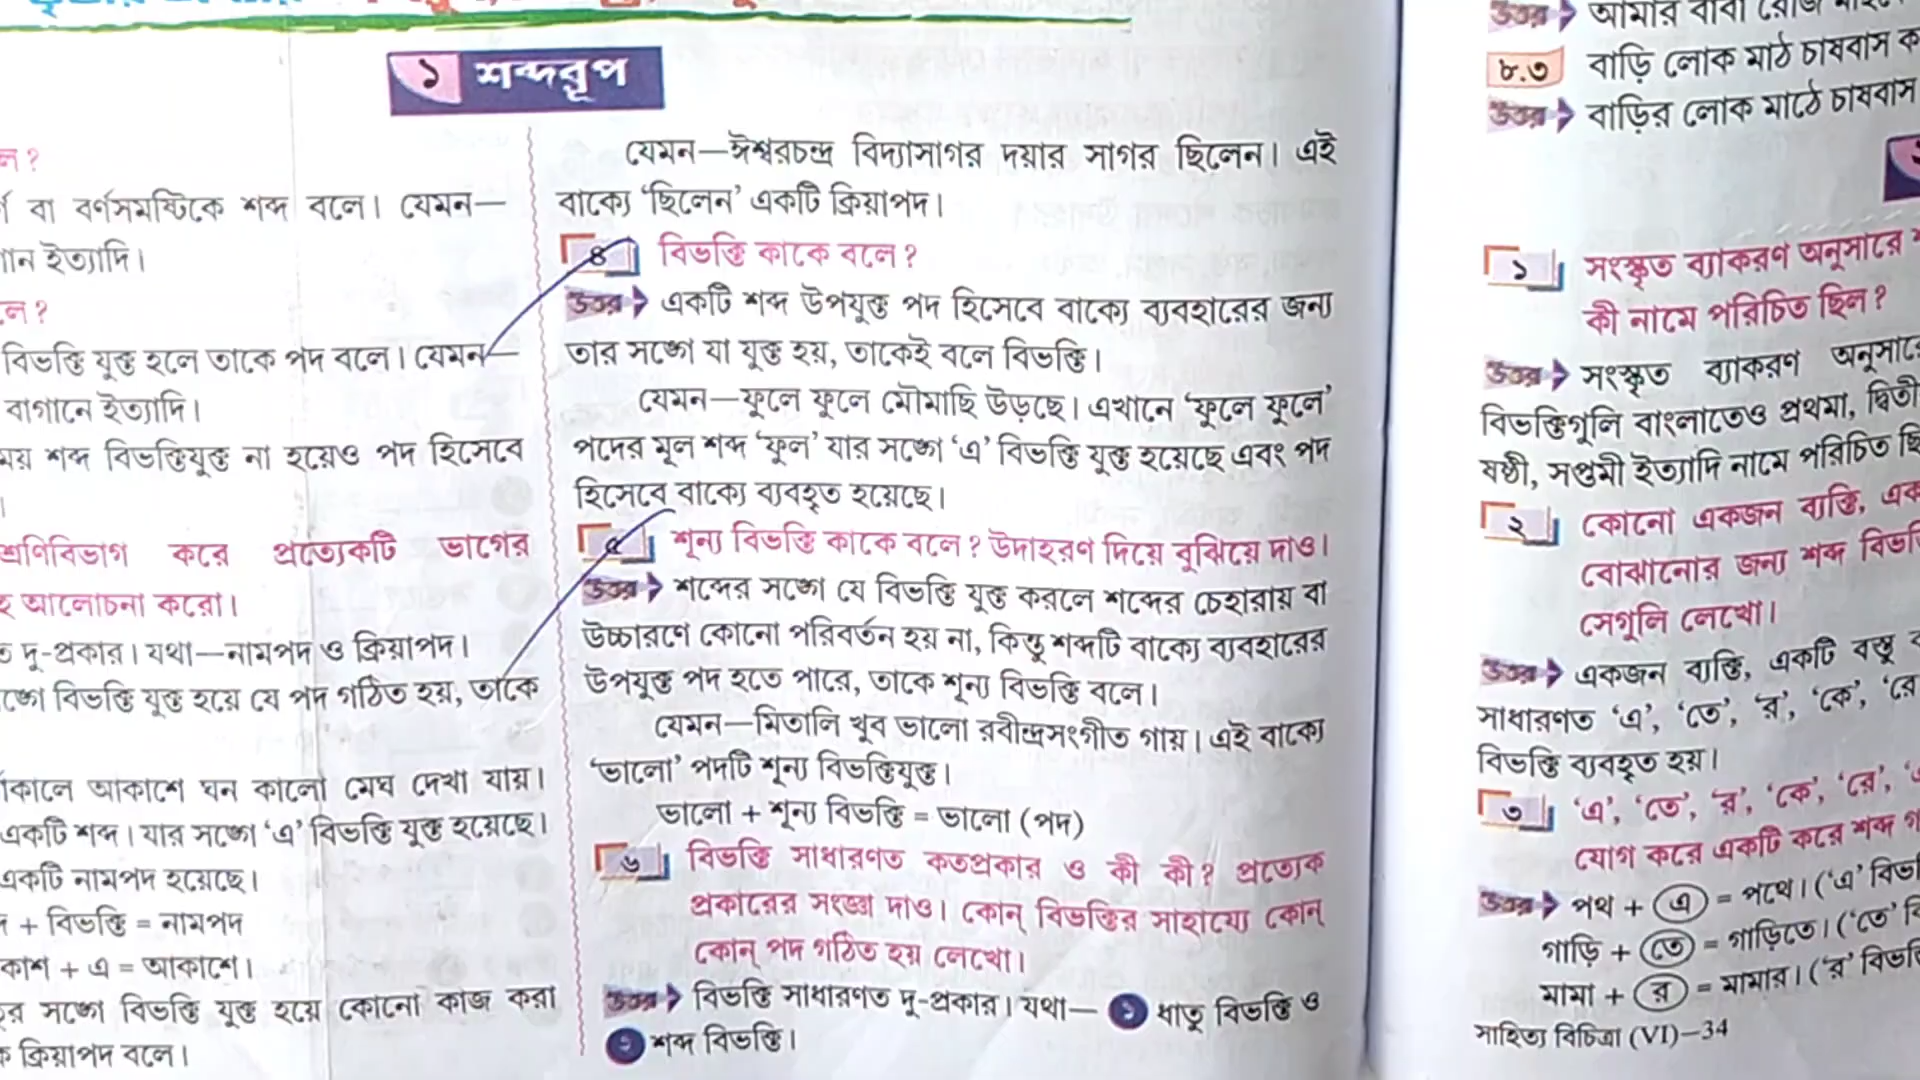 ১ শব্দরূপ
বা বর্ণসমষ্টিকে শব্দ বলে। যেমন—
ইত্যাদি।
বিভক্তি যুক্ত হলে তাকে পদ বলে। যেমন—
বাগানে ইত্যাদি।
শব্দ বিভক্তিযুক্ত না হয়েও পদ হিসেবে
করে প্রত্যেকটি ভাগের
আলোচনা করো।
দু-প্রকার। যথা—নামপদ ও ক্রিয়াপদ।
বিভক্তি যুক্ত হয়ে যে পদ গঠিত হয়, তাকে
আকাশে ঘন কালো মেঘ দেখা যায়।
একটি শব্দ। যার সঙ্গে ‘এ’ বিভক্তি যুক্ত হয়েছে।
একটি নামপদ হয়েছে।
+ বিভক্তি = নামপদ
+ এ = আকাশে।
সঙ্গে বিভক্তি যুক্ত হয়ে কোনো কাজ করা
ক্রিয়াপদ বলে।
যেমন—ঈশ্বরচন্দ্র বিদ্যাসাগর দয়ার সাগর ছিলেন। এই
বাক্যে ‘ছিলেন’ একটি ক্রিয়াপদ।
৪ বিভক্তি কাকে বলে?
উত্তর একটি শব্দ উপযুক্ত পদ হিসেবে বাক্যে ব্যবহারের জন্য
তার সঙ্গে যা যুক্ত হয়, তাকেই বলে বিভক্তি।
যেমন—ফুলে ফুলে মৌমাছি উড়ছে। এখানে ‘ফুলে ফুলে’
পদের মূল শব্দ ‘ফুল’ যার সঙ্গে ‘এ’ বিভক্তি যুক্ত হয়েছে এবং পদ
হিসেবে বাক্যে ব্যবহৃত হয়েছে।
৫ শূন্য বিভক্তি কাকে বলে? উদাহরণ দিয়ে বুঝিয়ে দাও।
উত্তর শব্দের সঙ্গে যে বিভক্তি যুক্ত করলে শব্দের চেহারায় বা
উচ্চারণে কোনো পরিবর্তন হয় না, কিন্তু শব্দটি বাক্যে ব্যবহারের
উপযুক্ত পদ হতে পারে, তাকে শূন্য বিভক্তি বলে।
যেমন—মিতালি খুব ভালো রবীন্দ্রসংগীত গায়। এই বাক্যে
‘ভালো’ পদটি শূন্য বিভক্তিযুক্ত।
ভালো + শূন্য বিভক্তি = ভালো (পদ)
৬ বিভক্তি সাধারণত কতপ্রকার ও কী কী? প্রত্যেক
প্রকারের সংজ্ঞা দাও। কোন্ বিভক্তির সাহায্যে কোন্
কোন্ পদ গঠিত হয় লেখো।
উত্তর বিভক্তি সাধারণত দু-প্রকার। যথা— ১ ধাতু বিভক্তি ও
২ শব্দ বিভক্তি।
উত্তর আমার বাবা রোজ
৮.৩ বাড়ি লোক মাঠ চাষবাস
উত্তর বাড়ির লোক মাঠে চাষবাস
১ সংস্কৃত ব্যাকরণ অনুসারে
কী নামে পরিচিত ছিল?
উত্তর সংস্কৃত ব্যাকরণ অনুসারে
বিভক্তিগুলি বাংলাতেও প্রথমা,
ষষ্ঠী, সপ্তমী ইত্যাদি নামে পরিচিত
২ কোনো একজন ব্যক্তি,
বোঝানোর জন্য শব্দ
সেগুলি লেখো।
উত্তর একজন ব্যক্তি, একটি বস্তু
সাধারণত ‘এ’, ‘তে’, ‘র’, ‘কে’, ‘রে
বিভক্তি ব্যবহৃত হয়।
৩ ‘এ’, ‘তে’, ‘র’, ‘কে’, ‘রে’,
যোগ করে একটি করে শব্দ
উত্তর পথ + এ = পথে। (‘এ’
গাড়ি + তে = গাড়িতে। (‘তে’
মামা + র = মামার। (‘র’
সাহিত্য বিচিত্রা (VI)—34